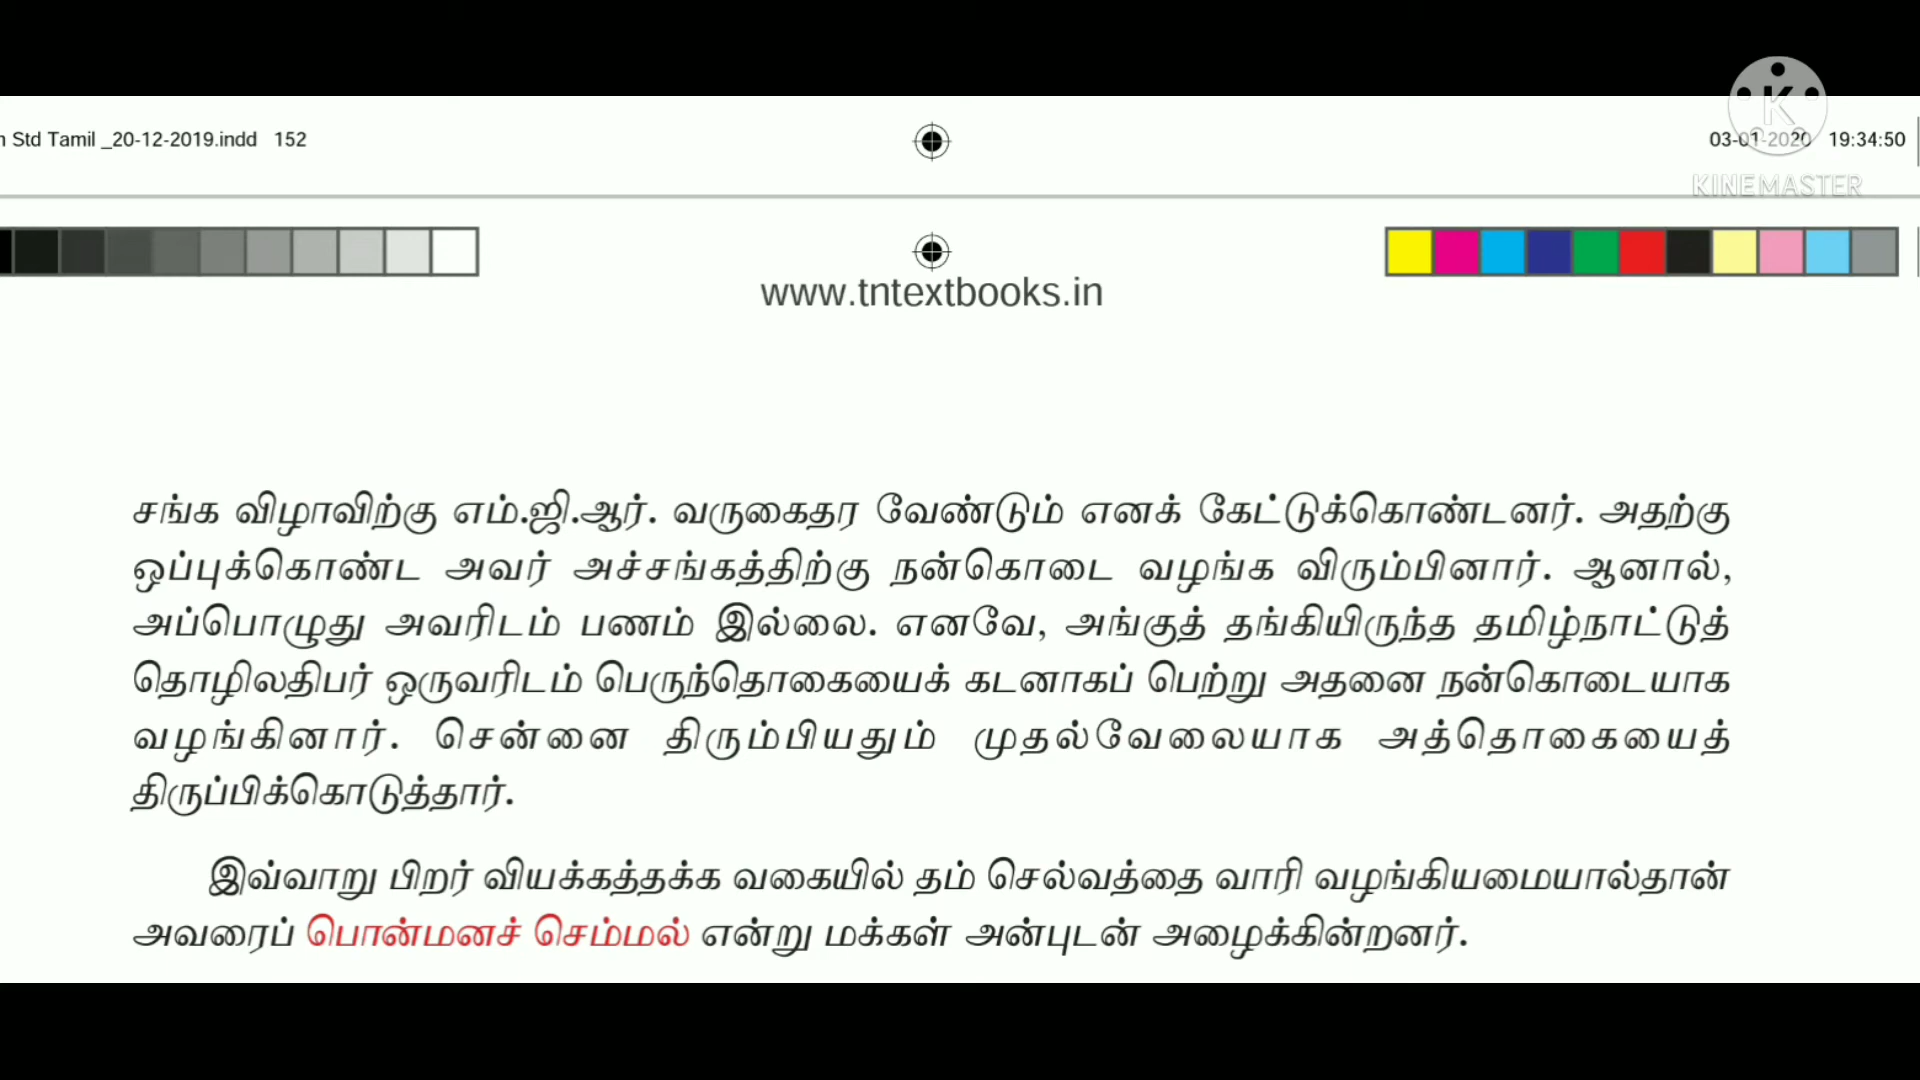 Std Tamil _20-12-2019.indd 152
03-01-2020 19:34:50
KINEMASTER
www.tntextbooks.in
சங்க விழாவிற்கு எம்.ஜி.ஆர். வருகைதர வேண்டும் எனக் கேட்டுக்கொண்டனர். அதற்கு
ஒப்புக்கொண்ட அவர் அச்சங்கத்திற்கு நன்கொடை வழங்க விரும்பினார். ஆனால்,
அப்பொழுது அவரிடம் பணம் இல்லை. எனவே, அங்குத் தங்கியிருந்த தமிழ்நாட்டுத்
தொழிலதிபர் ஒருவரிடம் பெருந்தொகையைக் கடனாகப் பெற்று அதனை நன்கொடையாக
வழங்கினார். சென்னை திரும்பியதும் முதல்வேலையாக அத்தொகையைத்
திருப்பிக்கொடுத்தார்.
இவ்வாறு பிறர் வியக்கத்தக்க வகையில் தம் செல்வத்தை வாரி வழங்கியமையால்தான்
அவரைப் பொன்மனச் செம்மல் என்று மக்கள் அன்புடன் அழைக்கின்றனர்.